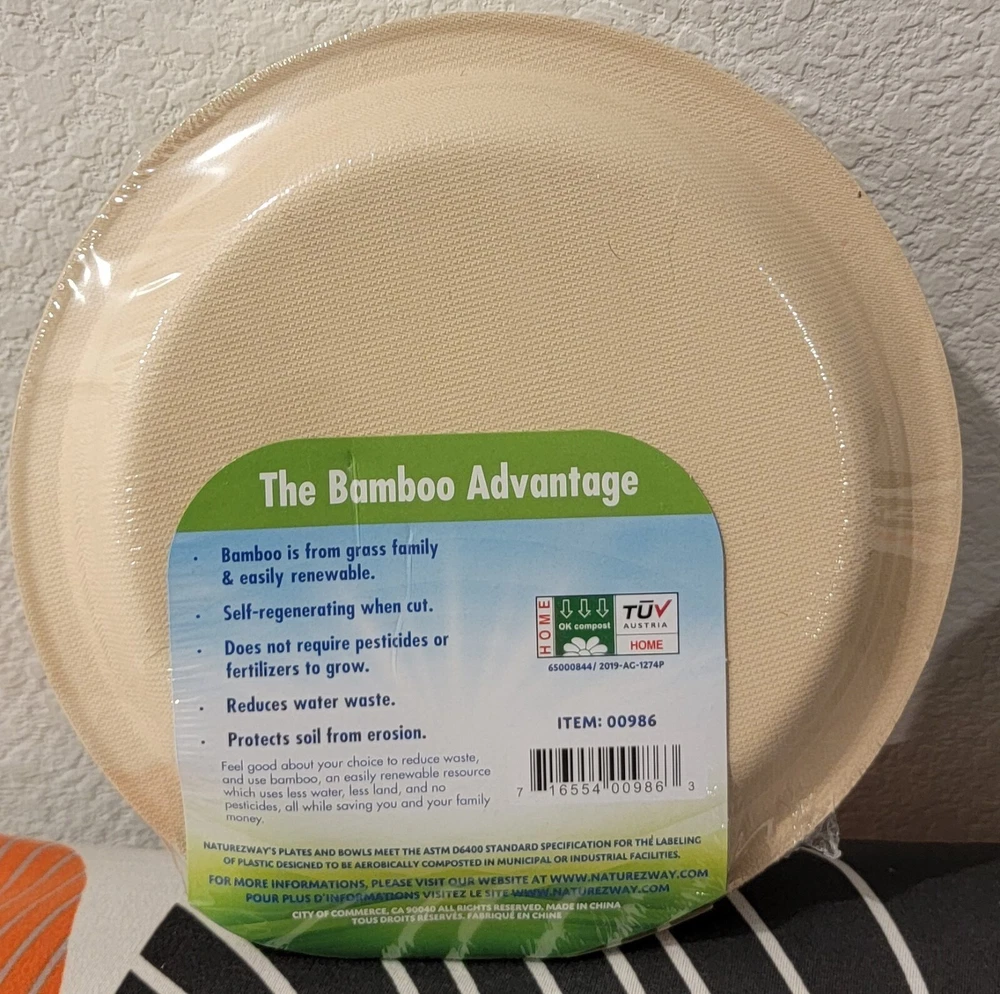 The Bamboo Advantage
· Bamboo is from grass family
& easily renewable.
· Self-regenerating when cut.
· Does not require pesticides or
fertilizers to grow.
· Reduces water waste.
· Protects soil from erosion.
Feel good about your choice to reduce waste,
and use bamboo, an easily renewable resource
which uses less water, less land, and no
pesticides, all while saving you and your family
money.
HOME
OK compost
TÜV
AUSTRIA
HOME
65000844/ 2019-AC-1274P
ITEM: 00986
7 16554 00986 3
NATUREZWAY'S PLATES AND BOWLS MEET THE ASTM D6400 STANDARD SPECIFICATION FOR THE LABELING
OF PLASTIC DESIGNED TO BE AEROBICALLY COMPOSTED IN MUNICIPAL OR INDUSTRIAL FACILITIES.
FOR MORE INFORMATIONS, PLEASE VISIT OUR WEBSITE AT WWW.NATUREZWAY.COM
POUR PLUS D'INFORMATIONS VISITEZ LE SITE WWW.NATUREZWAY.COM
CITY OF COMMERCE, CA 90040 ALL RIGHTS RESERVED. MADE IN CHINA
TOUS DROITS RÉSERVÉS. FABRIQUÉ EN CHINE